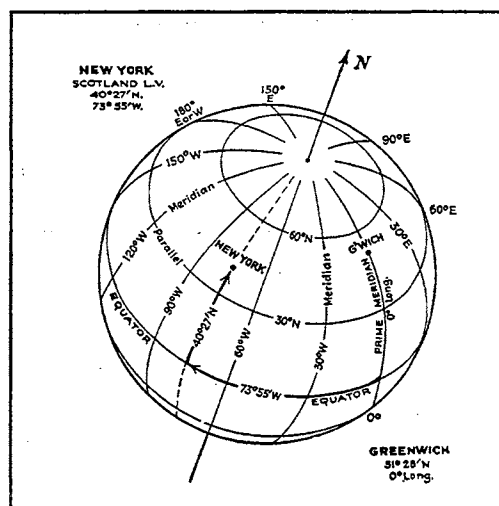 N
NEW YORK
SCOTLAND L.V.
40°27'N.
73°55'W.
150°
E
180°
E or W
150°W
90°E
Meridian
60°E
60°N
30°E
G'WICH
120°W
Parallel
NEW YORK
Meridian
PRIME MERIDIAN
0° Long.
90°W
40°27'N
60°W
30°N
30°W
EQUATOR
73°55'W
EQUATOR
0°
GREENWICH
51°28'N
0° Long.